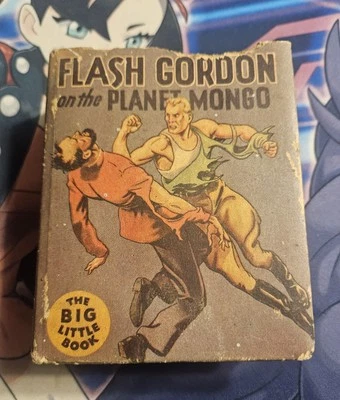 FLASH GORDON
on the PLANET MONGO
THE
BIG
LITTLE
BOOK